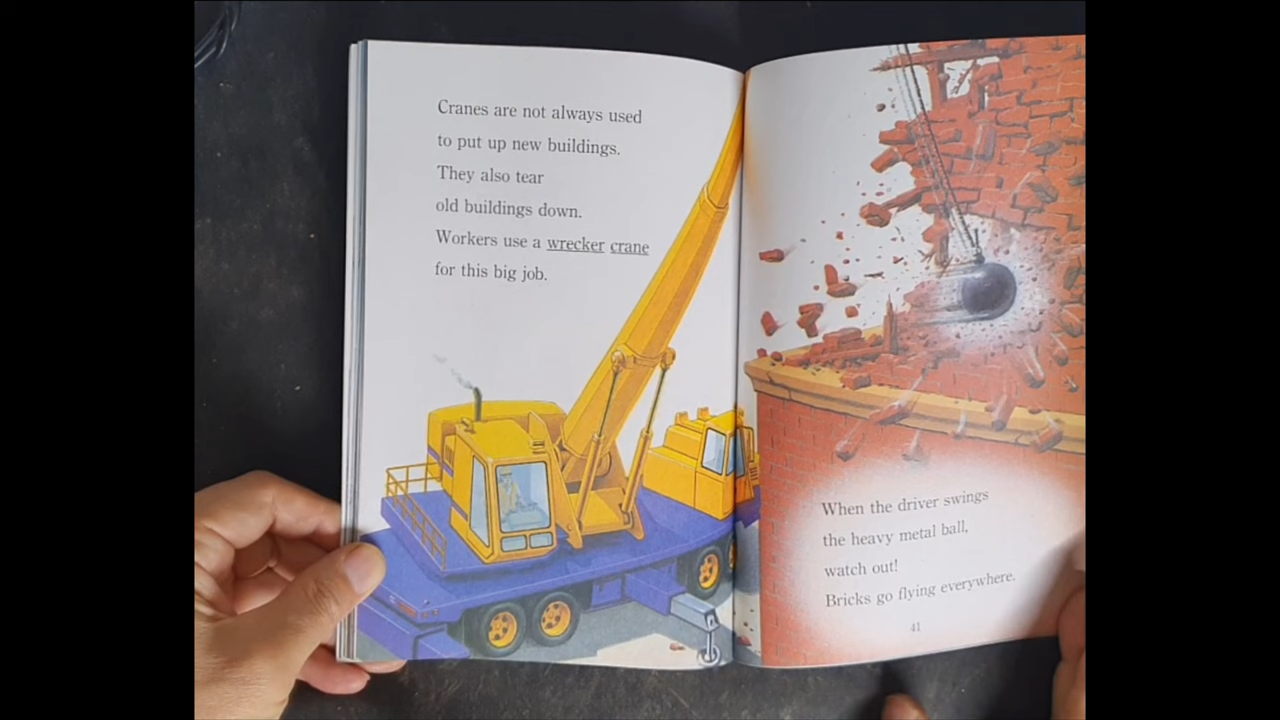 Cranes are not always used
to put up new buildings.
They also tear
old buildings down.
Workers use a wrecker crane
for this big job.
When the driver swings
the heavy metal ball,
watch out!
Bricks go flying everywhere.
41